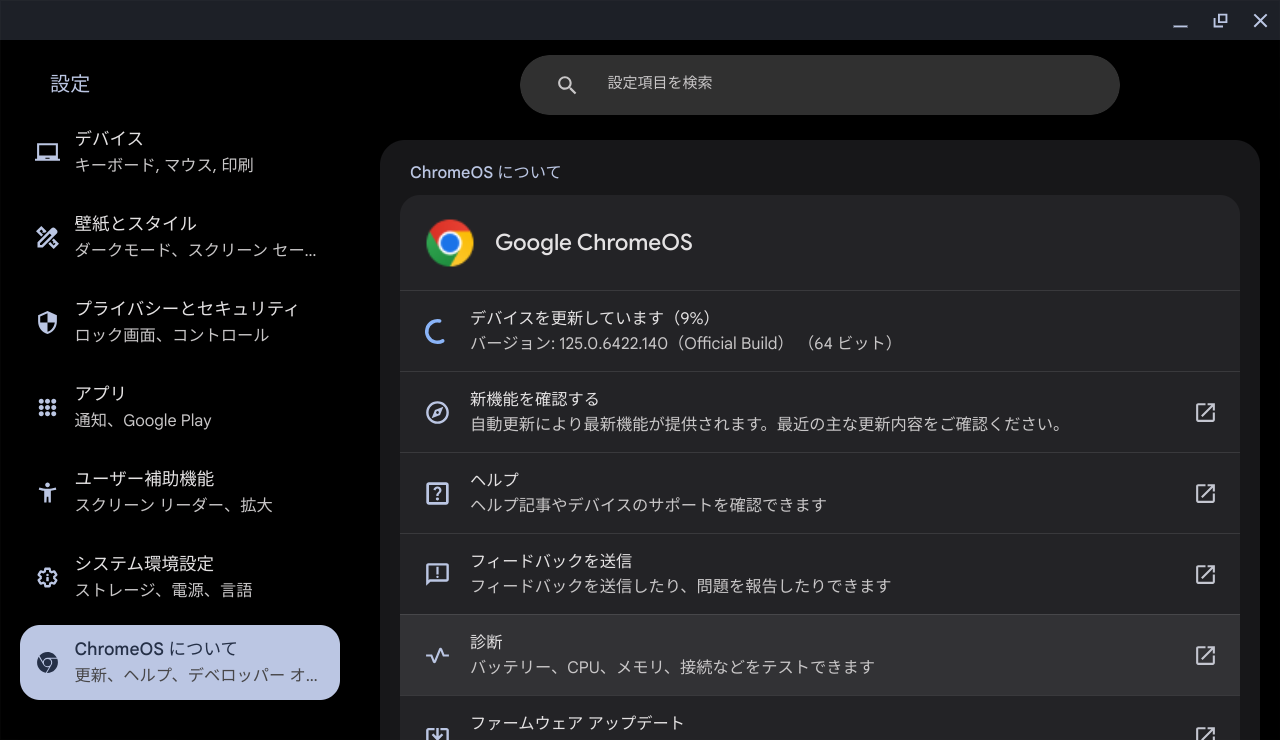 設定
設定項目を検索
デバイス
キーボード, マウス, 印刷
壁紙とスタイル
ダークモード、スクリーン セー...
プライバシーとセキュリティ
ロック画面、コントロール
アプリ
通知、Google Play
ユーザー補助機能
スクリーン リーダー、拡大
システム環境設定
ストレージ、電源、言語
ChromeOS について
更新、ヘルプ、デベロッパー オ...
ChromeOS について
Google ChromeOS
デバイスを更新しています（9%）
バージョン: 125.0.6422.140（Official Build） （64 ビット）
新機能を確認する
自動更新により最新機能が提供されます。最近の主な更新内容をご確認ください。
ヘルプ
ヘルプ記事やデバイスのサポートを確認できます
フィードバックを送信
フィードバックを送信したり、問題を報告したりできます
診断
バッテリー、CPU、メモリ、接続などをテストできます
ファームウェア アップデート